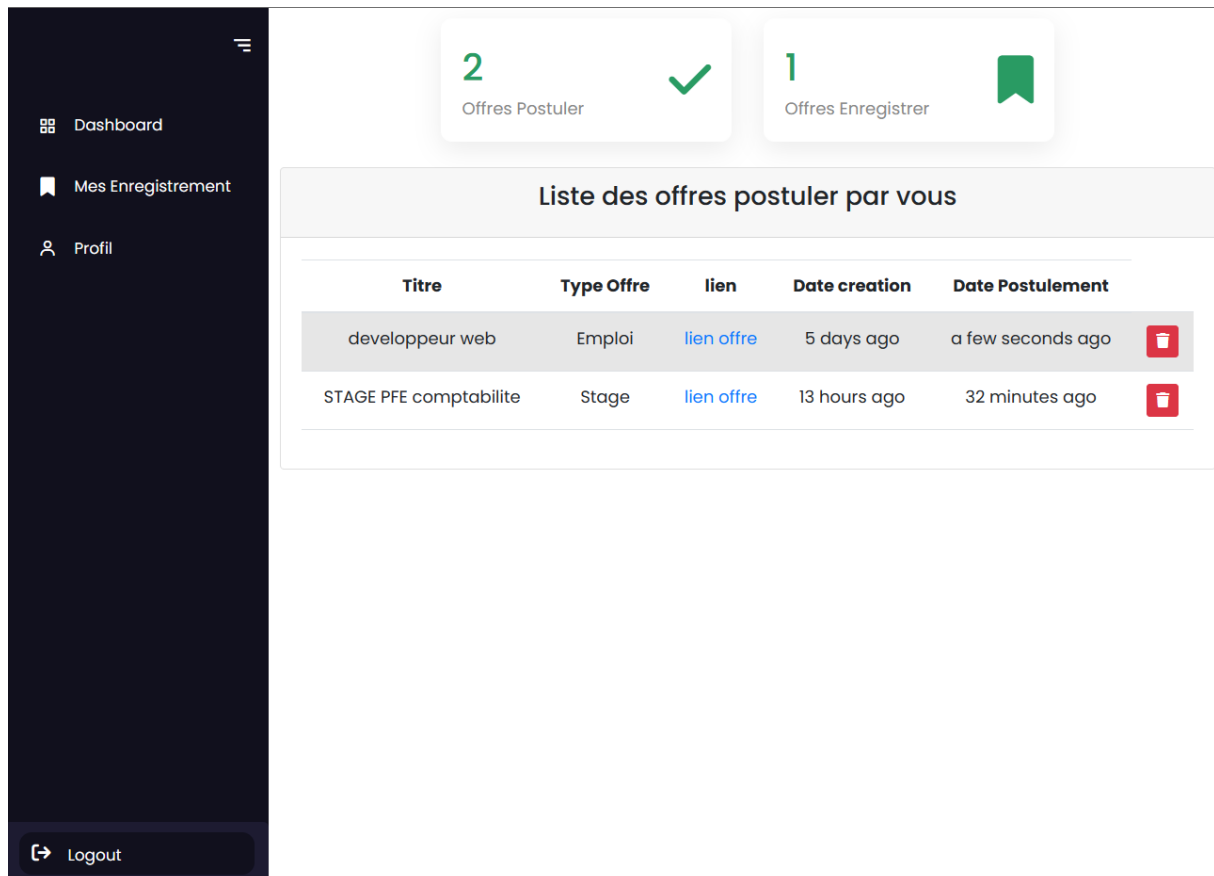 Dashboard
Mes Enregistrement
Profil
Logout
2
Offres Postuler
1
Offres Enregistrer
Liste des offres postuler par vous
Titre Type Offre lien Date creation Date Postulement
developpeur web Emploi lien offre 5 days ago a few seconds ago
STAGE PFE comptabilite Stage lien offre 13 hours ago 32 minutes ago